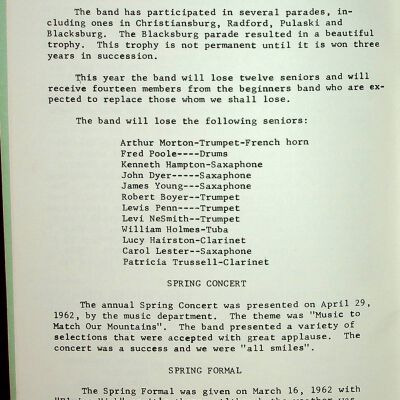 The band has participated in several parades, in-
cluding ones in Christiansburg, Radford, Pulaski and
Blacksburg. The Blacksburg parade resulted in a beautiful
trophy. This trophy is not permanent until it is won three
years in succession.
This year the band will lose twelve seniors and will
receive fourteen members from the beginners band who are ex-
pected to replace those whom we shall lose.
The band will lose the following seniors:
Arthur Morton-Trumpet-French horn
Fred Poole----Drums
Kenneth Hampton-Saxaphone
John Dyer-----Saxaphone
James Young---Saxaphone
Robert Boyer--Trumpet
Lewis Penn----Trumpet
Levi NeSmith--Trumpet
William Holmes-Tuba
Lucy Hairston-Clarinet
Carol Lester--Saxaphone
Patricia Trussell-Clarinet
SPRING CONCERT
The annual Spring Concert was presented on April 29,
1962, by the music department. The theme was "Music to
Match Our Mountains". The band presented a variety of
selections that were accepted with great applause. The
concert was a success and we were "all smiles".
SPRING FORMAL
The Spring Formal was given on March 16, 1962 with